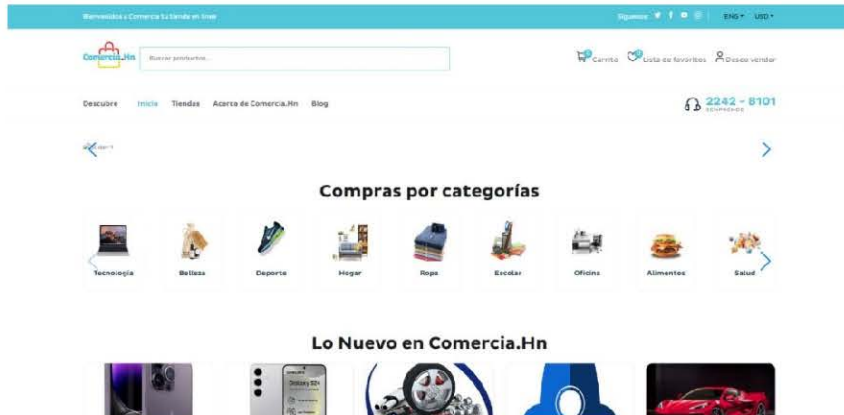 Bienvenidos a Comercia tu tienda en línea
Síguenos:
ENG
USD
Comercia.Hn
Buscar productos...
Carrito
Lista de favoritos
Deseo vender
Descubre
Inicio
Tiendas
Acerca de Comercia.Hn
Blog
2242 - 8101
Compras por categorías
Tecnología
Belleza
Deporte
Hogar
Ropa
Escolar
Oficina
Alimentos
Salud
Lo Nuevo en Comercia.Hn